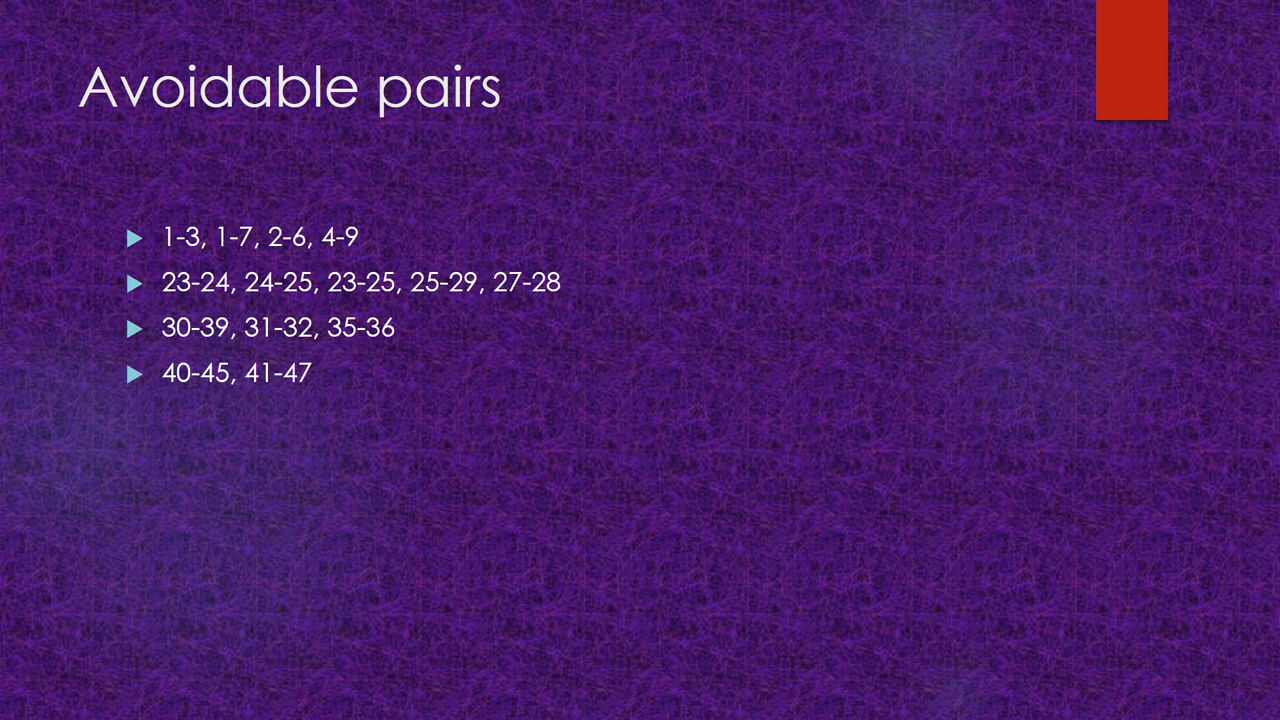 Avoidable pairs
1-3, 1-7, 2-6, 4-9
23-24, 24-25, 23-25, 25-29, 27-28
30-39, 31-32, 35-36
40-45, 41-47